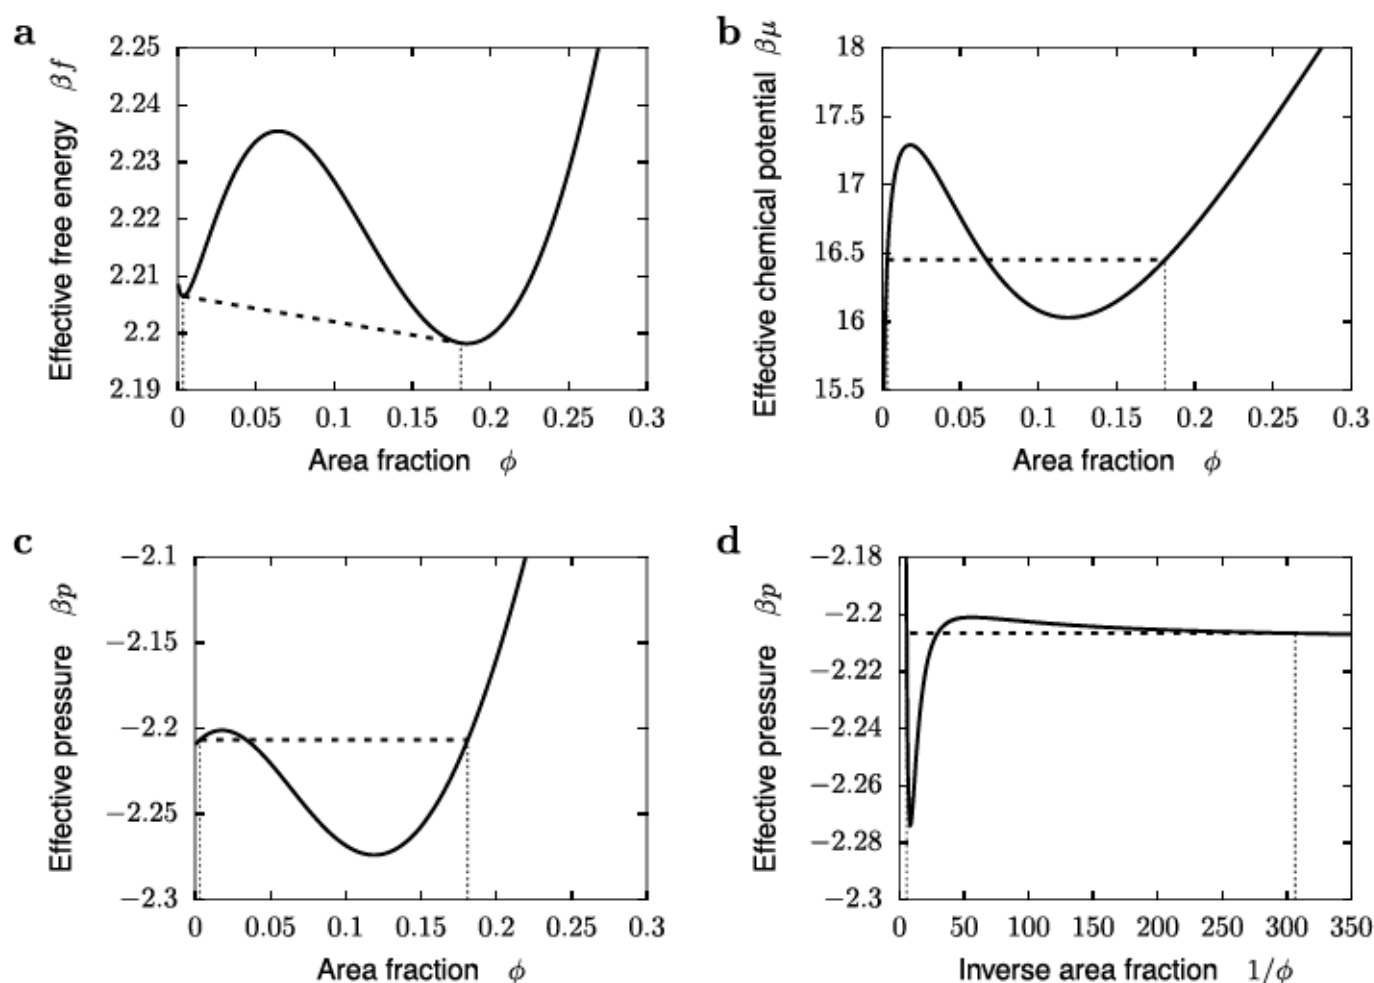 a
2.25
2.24
2.23
2.22
2.21
2.2
2.19
Effective free energy βf
0 0.05 0.1 0.15 0.2 0.25 0.3
Area fraction ϕ
b
18
17.5
17
16.5
16
15.5
Effective chemical potential βμ
0 0.05 0.1 0.15 0.2 0.25 0.3
Area fraction ϕ
c
−2.1
−2.15
−2.2
−2.25
−2.3
Effective pressure βp
0 0.05 0.1 0.15 0.2 0.25 0.3
Area fraction ϕ
d
−2.18
−2.2
−2.22
−2.24
−2.26
−2.28
−2.3
Effective pressure βp
0 50 100 150 200 250 300 350
Inverse area fraction 1/ϕ